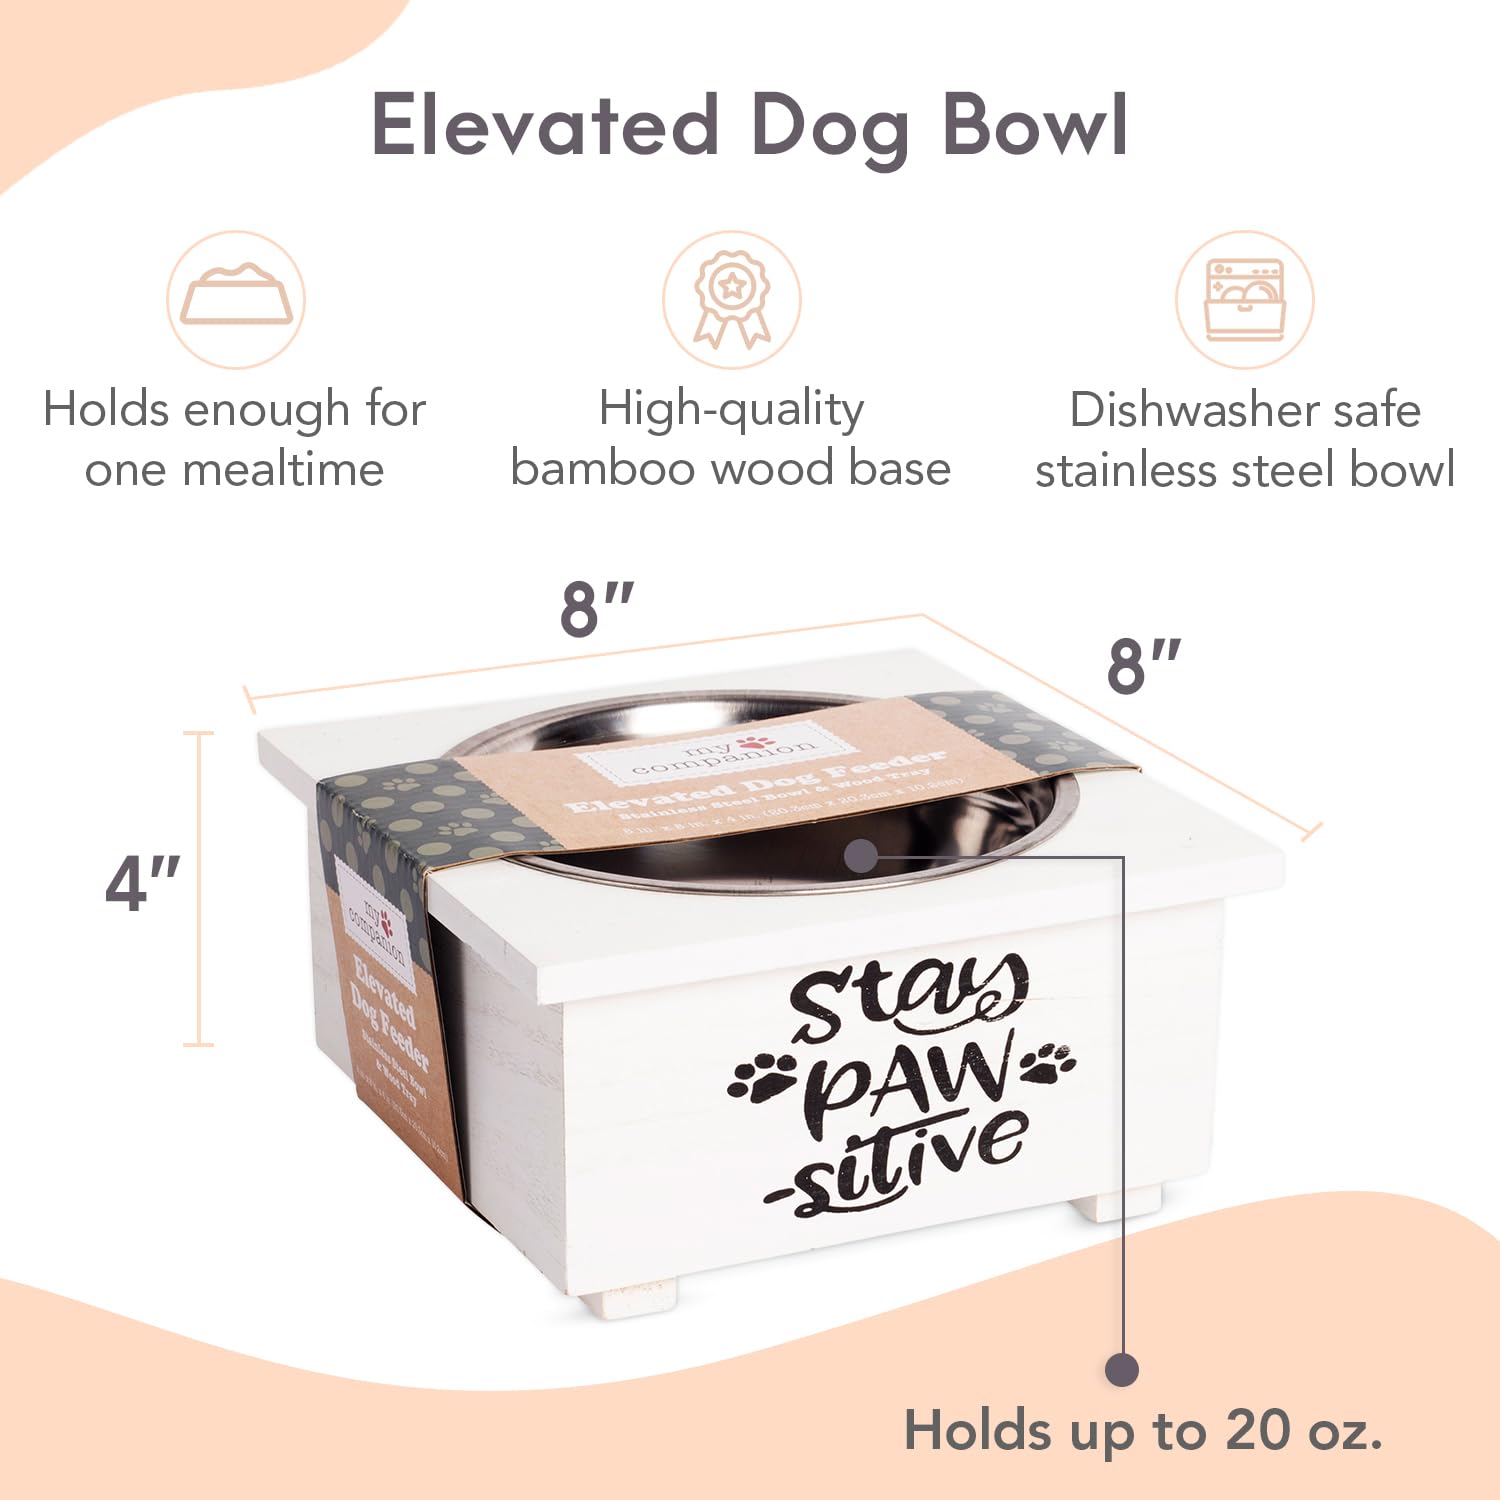 Elevated Dog Bowl
Holds enough for
one mealtime
High-quality
bamboo wood base
Dishwasher safe
stainless steel bowl
8"
8"
4"
my
companion
Elevated Dog Feeder
Stainless Steel Bowl & Wood Tray
8 in. x 8 in. x 4 in. (20.3cm x 20.3cm x 10.2cm)
my
companion
Elevated
Dog Feeder
Stainless Steel Bowl
& Wood Tray
Stay
PAW
-sitive
Holds up to 20 oz.